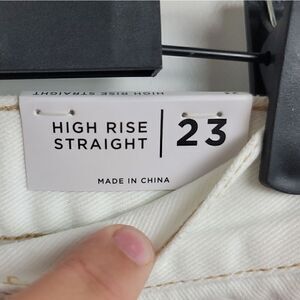 HIGH RISE STRAIGHT
HIGH RISE
STRAIGHT
23
MADE IN CHINA